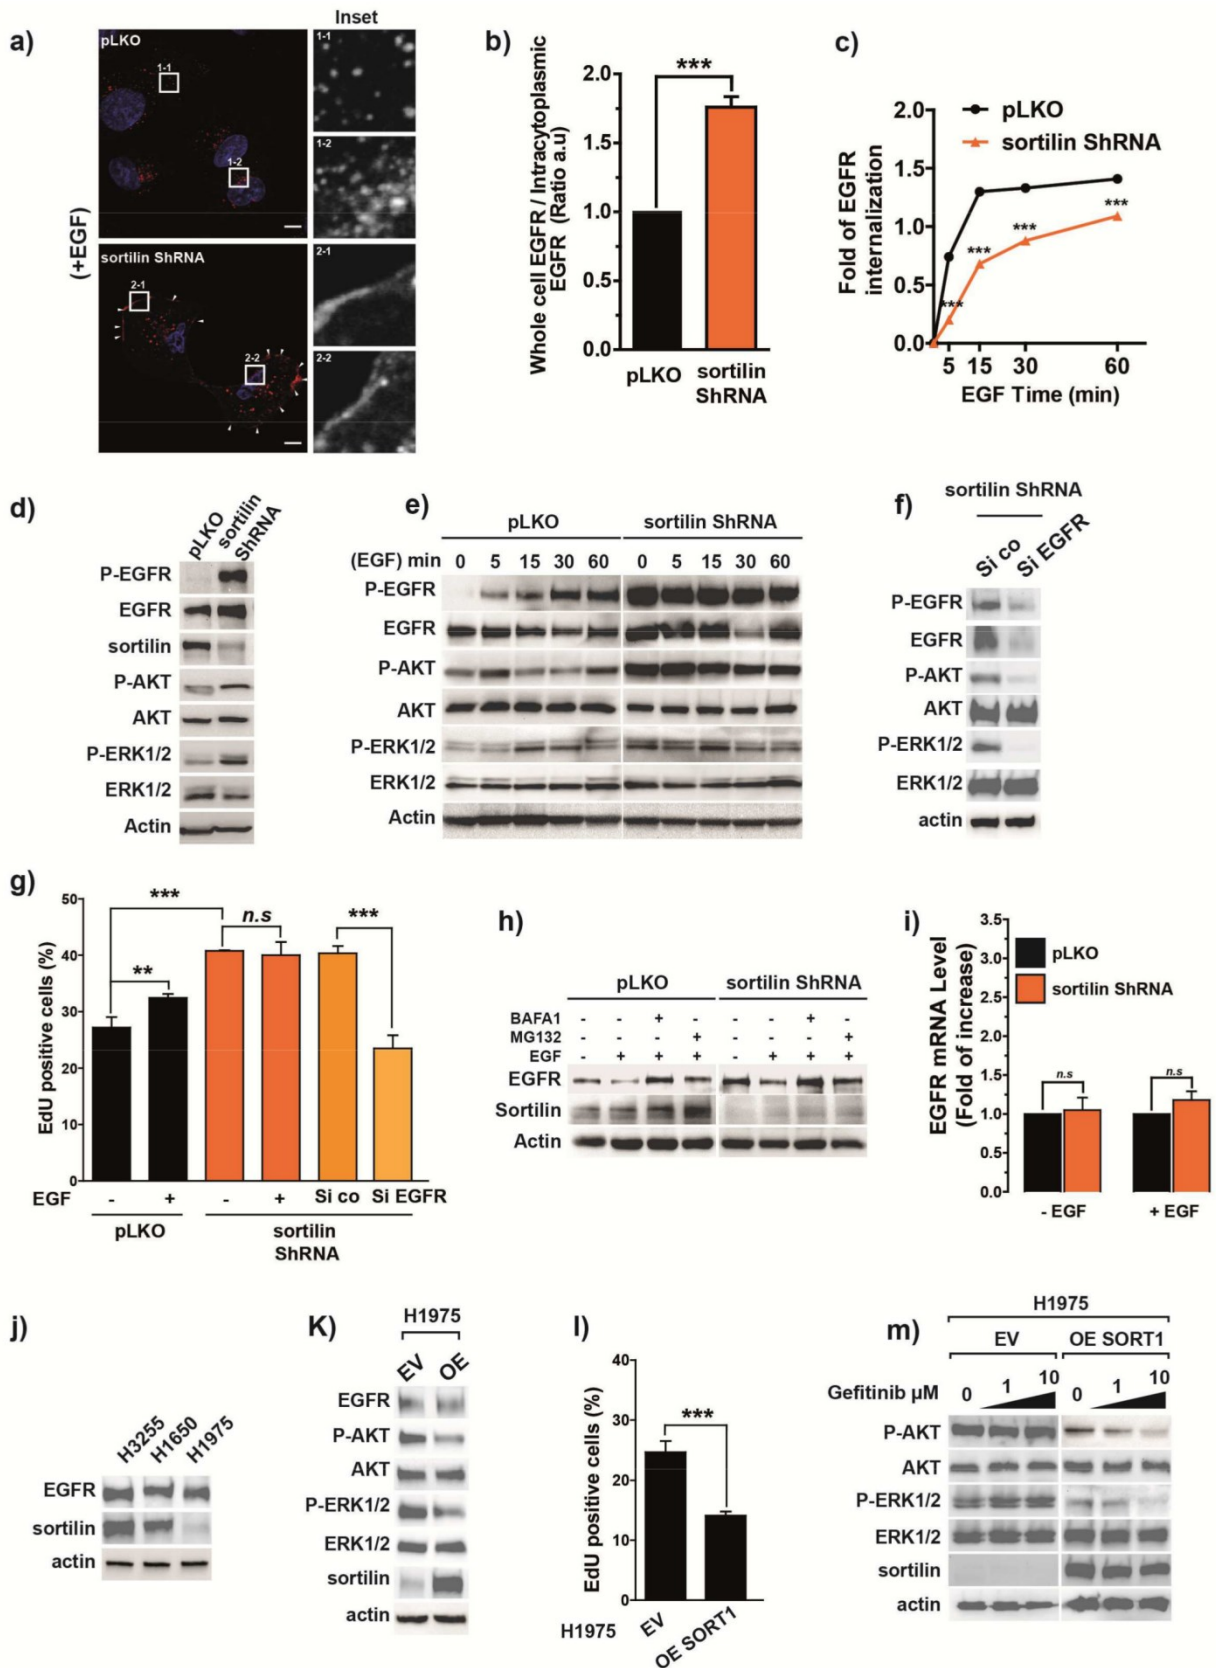 a)
Inset
(+EGF)
pLKO
1-1
1-2
1-1
1-2
sortilin ShRNA
2-1
2-2
2-1
2-2
b)
Whole cell EGFR / Intracytoplasmic
EGFR (Ratio a.u)
2.0
1.5
1.0
0.5
0.0
***
pLKO
sortilin
ShRNA
c)
Fold of EGFR
internalization
2.0
1.5
1.0
0.5
0.0
pLKO
sortilin ShRNA
***
***
***
***
5 15 30 60
EGF Time (min)
d)
pLKO
sortilin
ShRNA
P-EGFR
EGFR
sortilin
P-AKT
AKT
P-ERK1/2
ERK1/2
Actin
e)
pLKO sortilin ShRNA
(EGF) min 0 5 15 30 60 0 5 15 30 60
P-EGFR
EGFR
P-AKT
AKT
P-ERK1/2
ERK1/2
Actin
f)
sortilin ShRNA
Si co
Si EGFR
P-EGFR
EGFR
P-AKT
AKT
P-ERK1/2
ERK1/2
actin
g)
EdU positive cells (%)
50
40
30
20
10
0
***
**
n.s
***
EGF - + - + Si co Si EGFR
pLKO
sortilin
ShRNA
h)
pLKO sortilin ShRNA
BAFA1 - - + - - - + -
MG132 - - - + - - - +
EGF - + + + - + + +
EGFR
Sortilin
Actin
i)
EGFR mRNA Level
(Fold of increase)
3.5
3.0
2.5
2.0
1.5
1.0
0.5
0.0
pLKO
sortilin ShRNA
n.s
n.s
- EGF + EGF
j)
H3255
H1650
H1975
EGFR
sortilin
actin
K)
H1975
EV OE
EGFR
P-AKT
AKT
P-ERK1/2
ERK1/2
sortilin
actin
l)
EdU positive cells (%)
40
30
20
10
0
***
H1975
EV
OE SORT1
m)
H1975
EV OE SORT1
Gefitinib µM 0 1 10 0 1 10
P-AKT
AKT
P-ERK1/2
ERK1/2
sortilin
actin